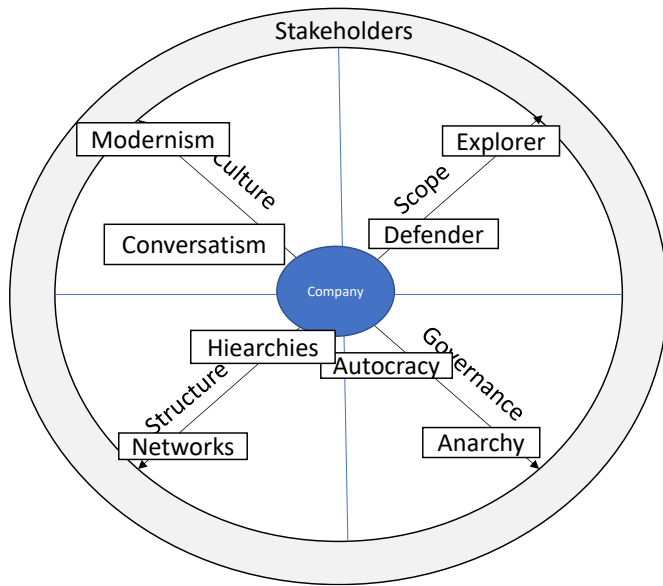 Stakeholders
Modernism
Explorer
Culture
Scope
Defender
Conversatism
Company
Hiearchies
Autocracy
Governance
Structure
Networks
Anarchy